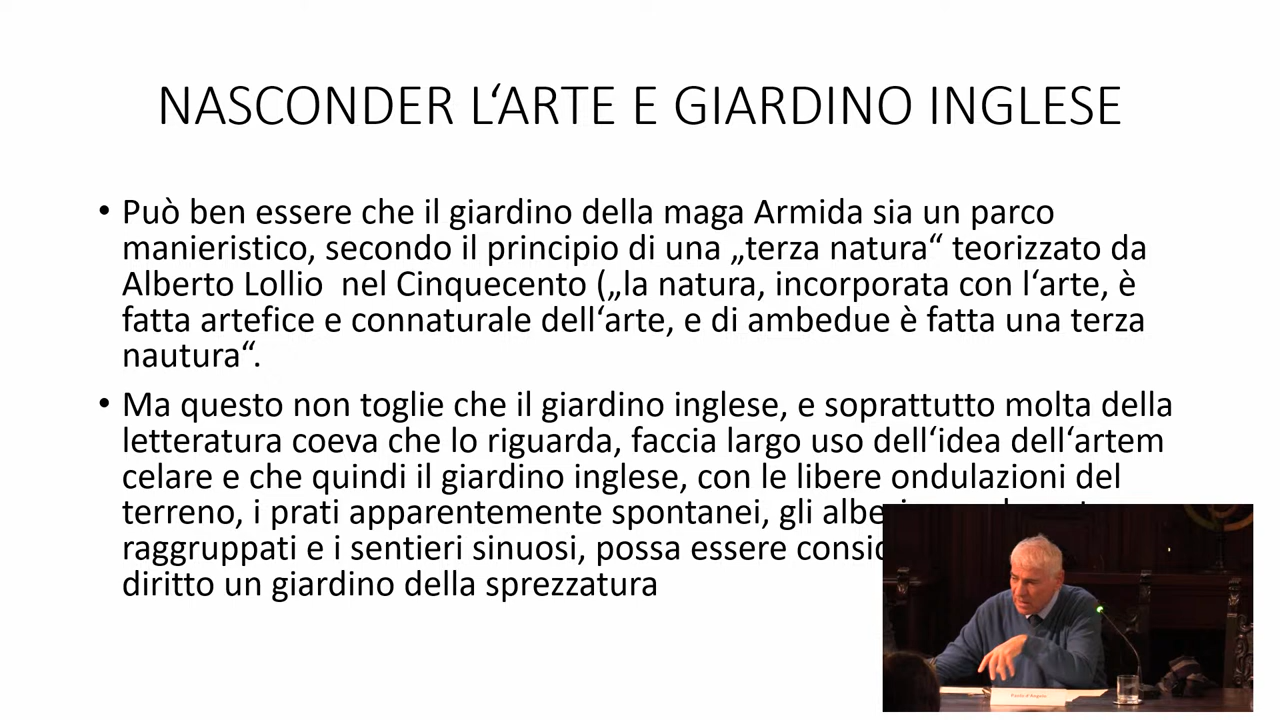 NASCONDER L‘ARTE E GIARDINO INGLESE
• Può ben essere che il giardino della maga Armida sia un parco
manieristico, secondo il principio di una „terza natura“ teorizzato da
Alberto Lollio nel Cinquecento („la natura, incorporata con l‘arte, è
fatta artefice e connaturale dell‘arte, e di ambedue è fatta una terza
nautura“.
• Ma questo non toglie che il giardino inglese, e soprattutto molta della
letteratura coeva che lo riguarda, faccia largo uso dell‘idea dell‘artem
celare e che quindi il giardino inglese, con le libere ondulazioni del
terreno, i prati apparentemente spontanei, gli
raggruppati e i sentieri sinuosi, possa essere
diritto un giardino della sprezzatura